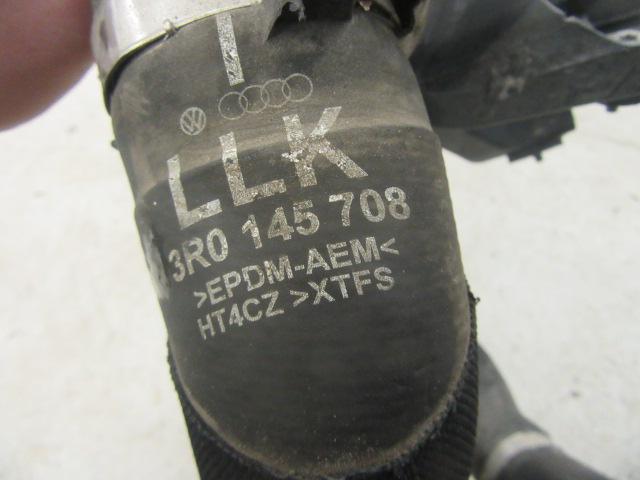 LLK
3R0 145 708
>EPDM-AEM<
HT4CZ >XTFS